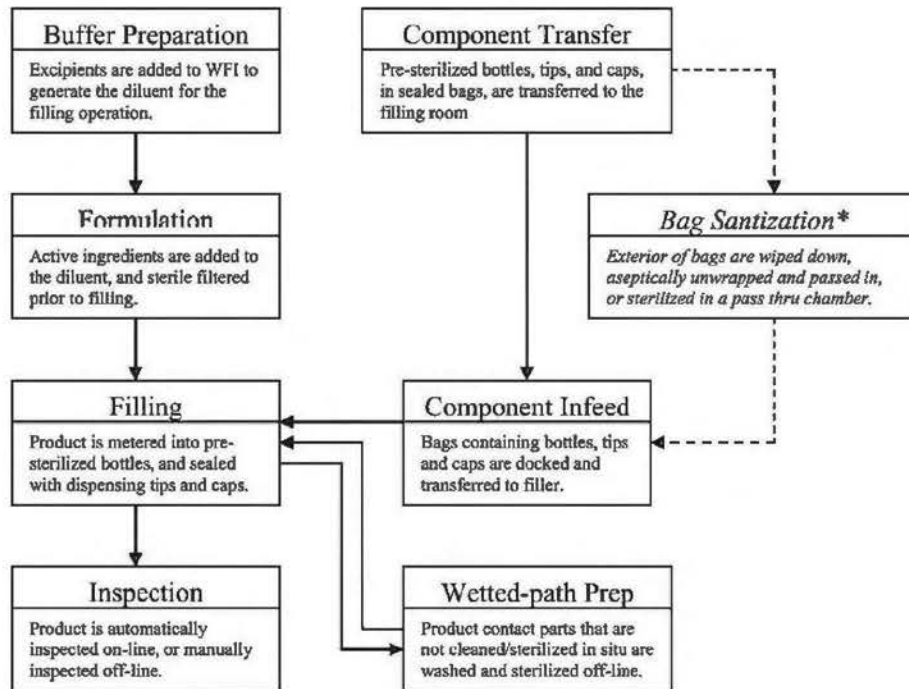 Buffer Preparation
Excipients are added to WFI to
generate the diluent for the
filling operation.
Component Transfer
Pre-sterilized bottles, tips, and caps,
in sealed bags, are transferred to the
filling room
Formulation
Active ingredients are added to
the diluent, and sterile filtered
prior to filling.
Bag Santization*
Exterior of bags are wiped down,
aseptically unwrapped and passed in,
or sterilized in a pass thru chamber.
Filling
Product is metered into pre-
sterilized bottles, and sealed
with dispensing tips and caps.
Component Infeed
Bags containing bottles, tips
and caps are docked and
transferred to filler.
Inspection
Product is automatically
inspected on-line, or manually
inspected off-line.
Wetted-path Prep
Product contact parts that are
not cleaned/sterilized in situ are
washed and sterilized off-line.